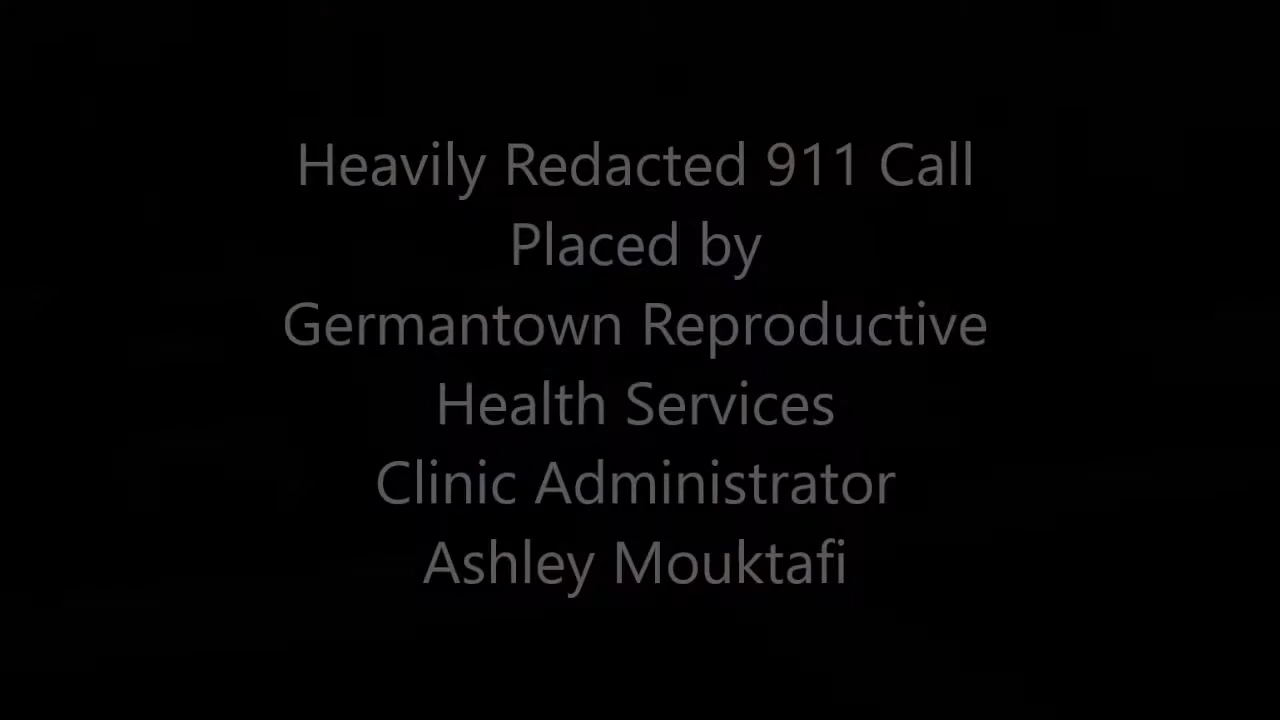 Heavily Redacted 911 Call
Placed by
Germantown Reproductive
Health Services
Clinic Administrator
Ashley Mouktafi